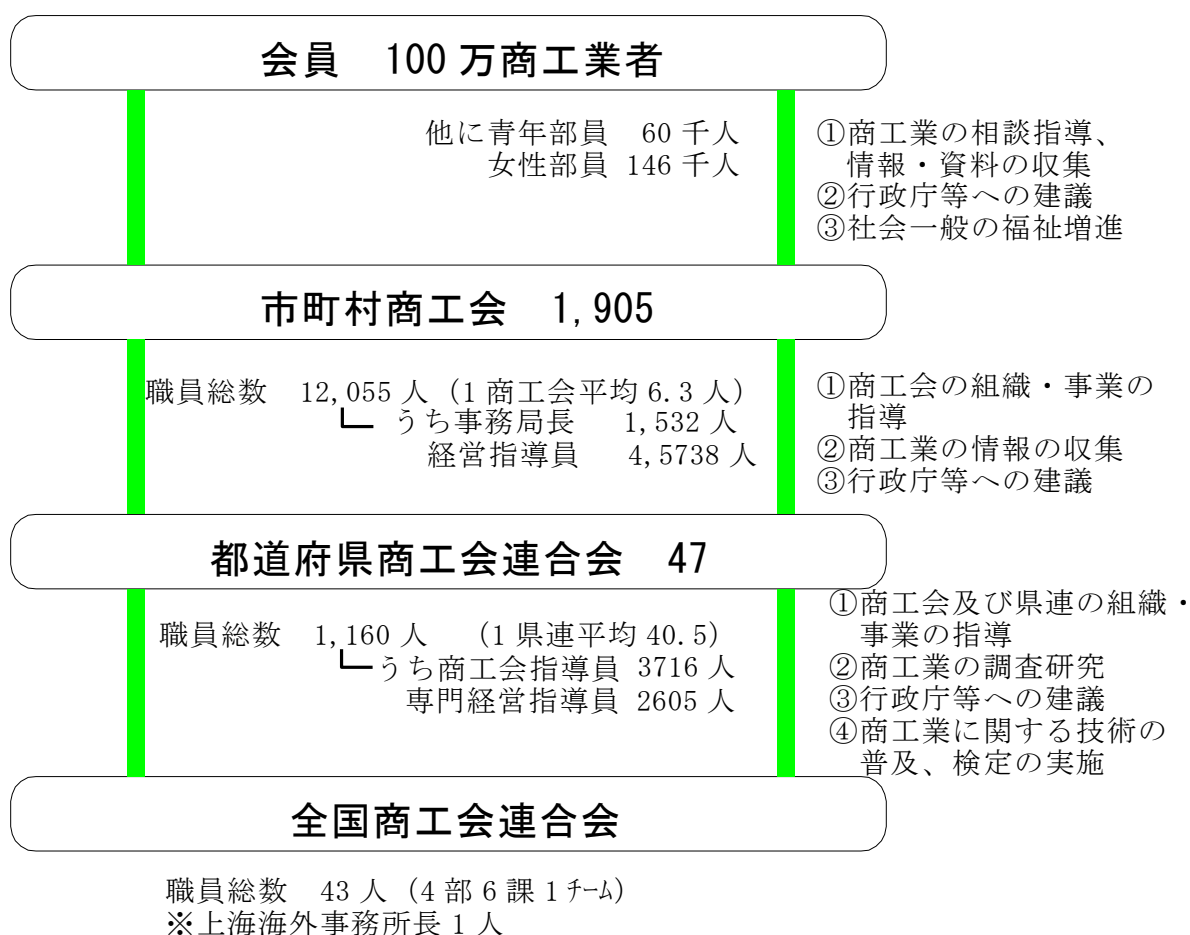 会員　100万商工業者
他に青年部員　60千人
女性部員 146千人
①商工業の相談指導、
情報・資料の収集
②行政庁等への建議
③社会一般の福祉増進
市町村商工会　1,905
職員総数　12,055人（1商工会平均6.3人）
うち事務局長　1,532人
経営指導員　4,5738人
①商工会の組織・事業の
指導
②商工業の情報の収集
③行政庁等への建議
都道府県商工会連合会　47
職員総数　1,160人　（1県連平均40.5）
うち商工会指導員 3716人
専門経営指導員 2605人
①商工会及び県連の組織・
事業の指導
②商工業の調査研究
③行政庁等への建議
④商工業に関する技術の
普及、検定の実施
全国商工会連合会
職員総数　43人（4部6課1ﾁｰﾑ）
※上海海外事務所長1人